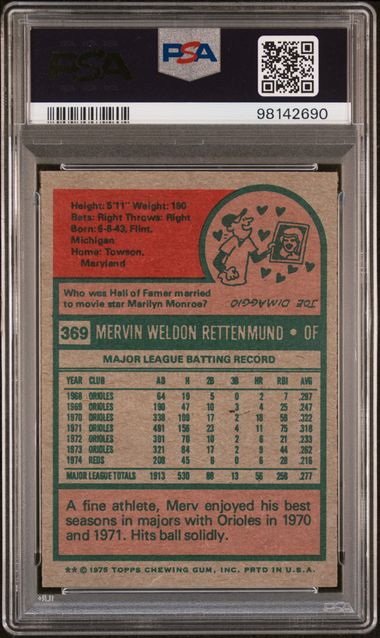 PSA
PSA
98142690
Height: 5'11" Weight: 190
Bats: Right Throws: Right
Born: 6-6-43, Flint,
Michigan
Home: Towson,
Maryland
Who was Hall of Famer married
to movie star Marilyn Monroe?
JOE DIMAGGIO
369 MERVIN WELDON RETTENMUND • OF
MAJOR LEAGUE BATTING RECORD
YEAR CLUB AB H 2B 3B HR RBI AVG
1968 ORIOLES 64 19 5 0 2 7 .297
1969 ORIOLES 190 47 10 3 4 25 .247
1970 ORIOLES 338 109 17 2 18 58 .322
1971 ORIOLES 491 156 23 4 11 75 .318
1972 ORIOLES 301 70 10 2 6 21 .233
1973 ORIOLES 321 84 17 2 9 44 .262
1974 REDS 208 45 6 0 6 28 .216
MAJOR LEAGUE TOTALS 1913 530 88 13 56 258 .277
A fine athlete, Merv enjoyed his best
seasons in majors with Orioles in 1970
and 1971. Hits ball solidly.
** © 1975 TOPPS CHEWING GUM, INC. PRTD IN U.S.A.